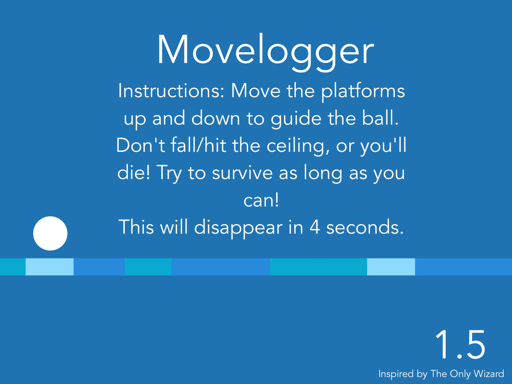 Movelogger
Instructions: Move the platforms
up and down to guide the ball.
Don't fall/hit the ceiling, or you'll
die! Try to survive as long as you
can!
This will disappear in 4 seconds.
1.5
Inspired by The Only Wizard